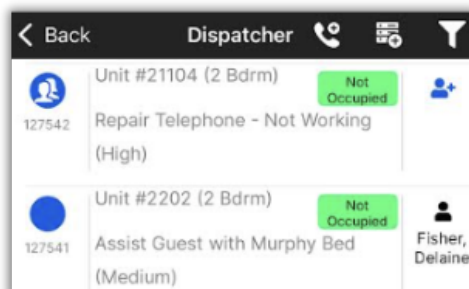 Back
Dispatcher
Unit #21104 (2 Bdrm)
Not
Occupied
127542
Repair Telephone - Not Working
(High)
Unit #2202 (2 Bdrm)
Not
Occupied
127541
Assist Guest with Murphy Bed
(Medium)
Fisher,
Delaine